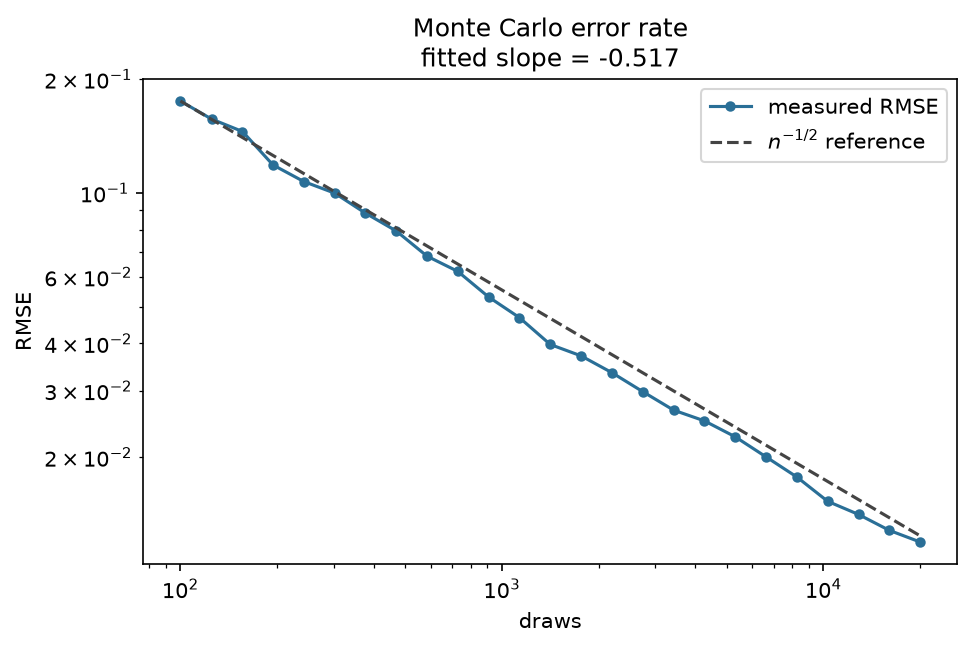 Monte Carlo error rate
fitted slope = -0.517
measured RMSE
n⁻¹/² reference
RMSE
2 × 10⁻¹
10⁻¹
6 × 10⁻²
4 × 10⁻²
3 × 10⁻²
2 × 10⁻²
10² 10³ 10⁴
draws